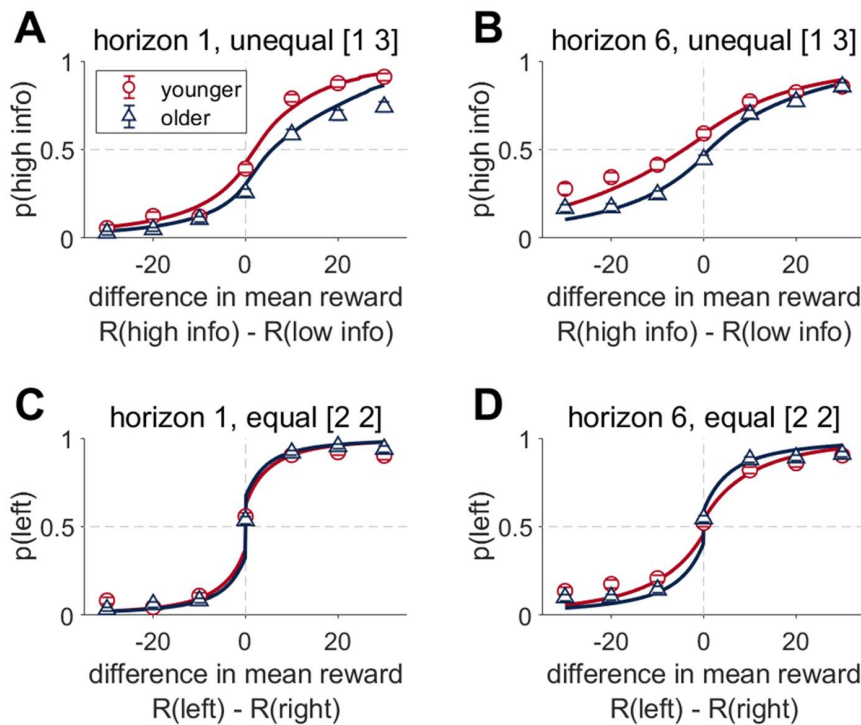 A
horizon 1, unequal [1 3]
1
0.5
0
p(high info)
younger
older
-20
0
20
difference in mean reward
R(high info) - R(low info)
B
horizon 6, unequal [1 3]
1
0.5
0
p(high info)
-20
0
20
difference in mean reward
R(high info) - R(low info)
C
horizon 1, equal [2 2]
1
0.5
0
p(left)
-20
0
20
difference in mean reward
R(left) - R(right)
D
horizon 6, equal [2 2]
1
0.5
0
p(left)
-20
0
20
difference in mean reward
R(left) - R(right)